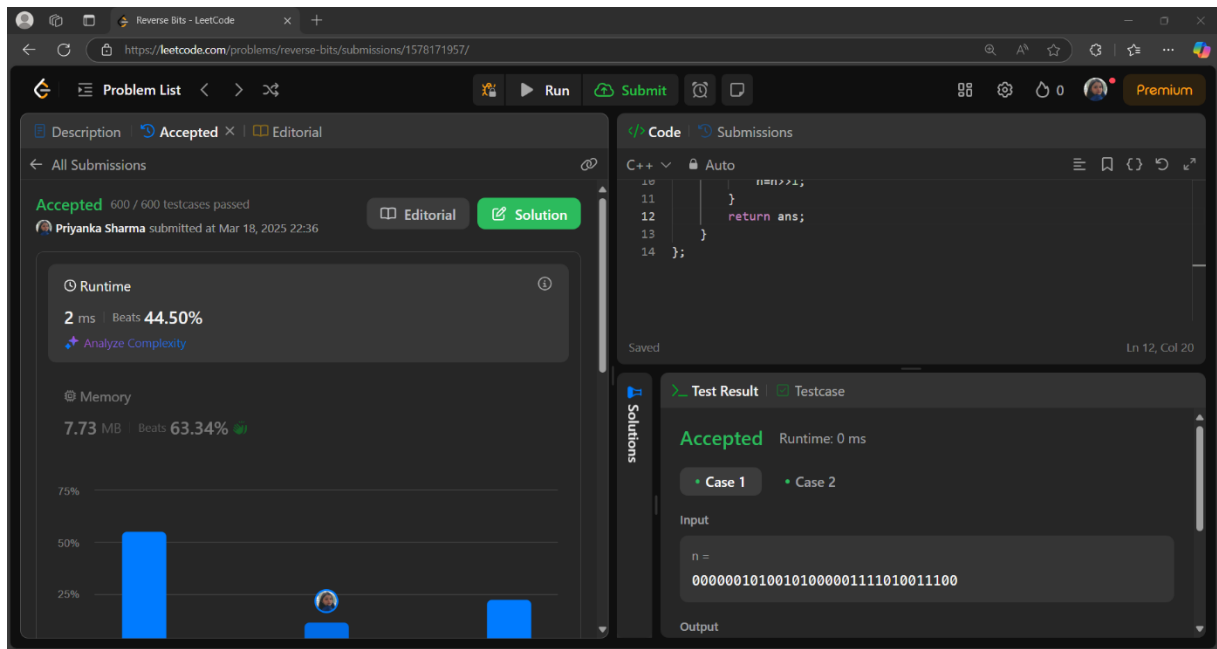 Reverse Bits - LeetCode
https://leetcode.com/problems/reverse-bits/submissions/1578171957/
Problem List
Run
Submit
0
Premium
Description
Accepted
Editorial
All Submissions
Accepted 600 / 600 testcases passed
Priyanka Sharma submitted at Mar 18, 2025 22:36
Editorial
Solution
Runtime
2 ms Beats 44.50%
Analyze Complexity
Memory
7.73 MB Beats 63.34%
75%
50%
25%
</> Code
Submissions
C++
Auto
10 n=n>>1;
11 }
12 return ans;
13 }
14 };
Saved
Ln 12, Col 20
Solutions
Test Result
Testcase
Accepted Runtime: 0 ms
Case 1
Case 2
Input
n =
00000010100101000001111010011100
Output